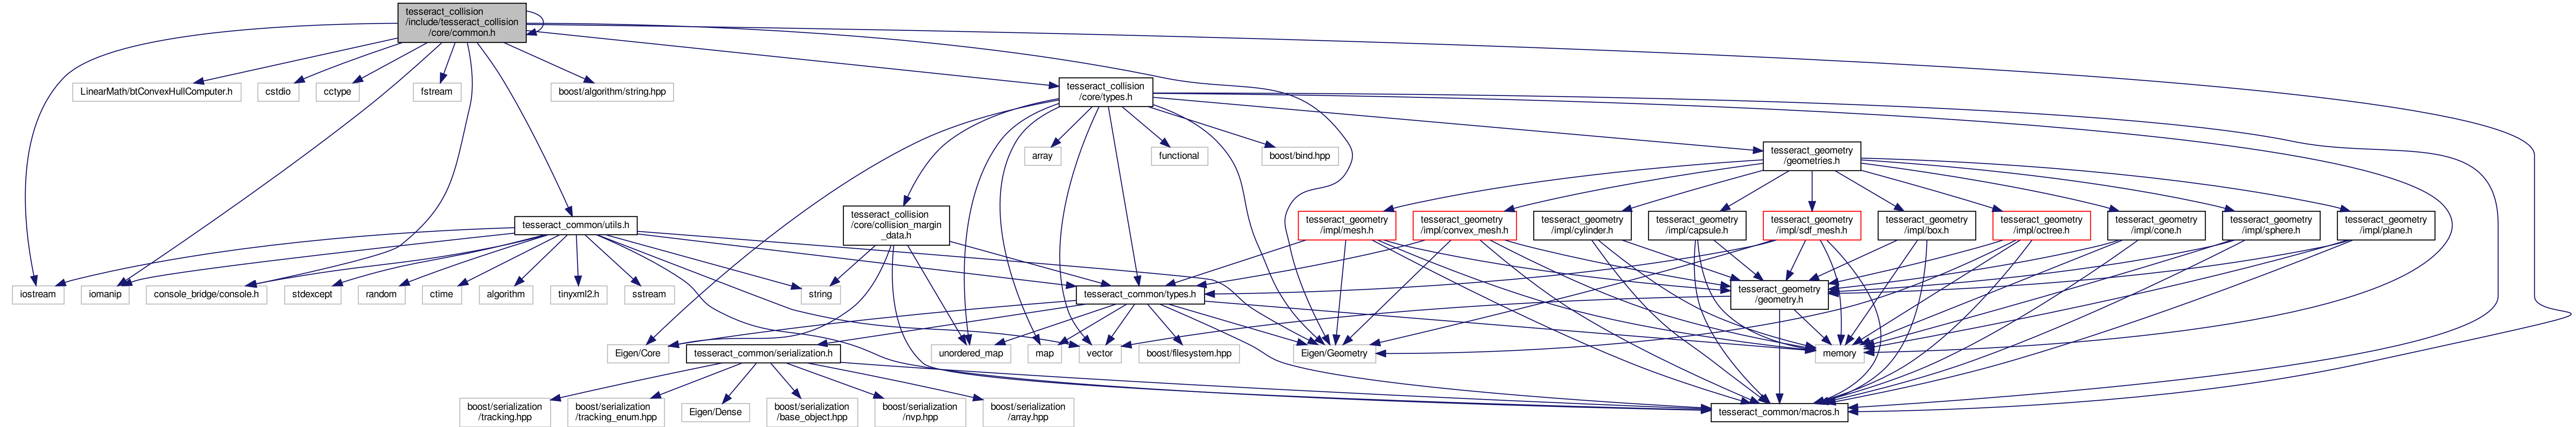 tesseract_collision
/include/tesseract_collision
/core/common.h
LinearMath/btConvexHullComputer.h
cstdio
cctype
fstream
boost/algorithm/string.hpp
tesseract_collision
/core/types.h
array
functional
boost/bind.hpp
tesseract_geometry
/geometries.h
tesseract_common/utils.h
tesseract_collision
/core/collision_margin
_data.h
tesseract_geometry
/impl/mesh.h
tesseract_geometry
/impl/convex_mesh.h
tesseract_geometry
/impl/cylinder.h
tesseract_geometry
/impl/capsule.h
tesseract_geometry
/impl/sdf_mesh.h
tesseract_geometry
/impl/box.h
tesseract_geometry
/impl/octree.h
tesseract_geometry
/impl/cone.h
tesseract_geometry
/impl/sphere.h
tesseract_geometry
/impl/plane.h
iostream
iomanip
console_bridge/console.h
stdexcept
random
ctime
algorithm
tinyxml2.h
sstream
string
tesseract_common/types.h
tesseract_geometry
/geometry.h
Eigen/Core
tesseract_common/serialization.h
unordered_map
map
vector
boost/filesystem.hpp
Eigen/Geometry
memory
boost/serialization
/tracking.hpp
boost/serialization
/tracking_enum.hpp
Eigen/Dense
boost/serialization
/base_object.hpp
boost/serialization
/nvp.hpp
boost/serialization
/array.hpp
tesseract_common/macros.h